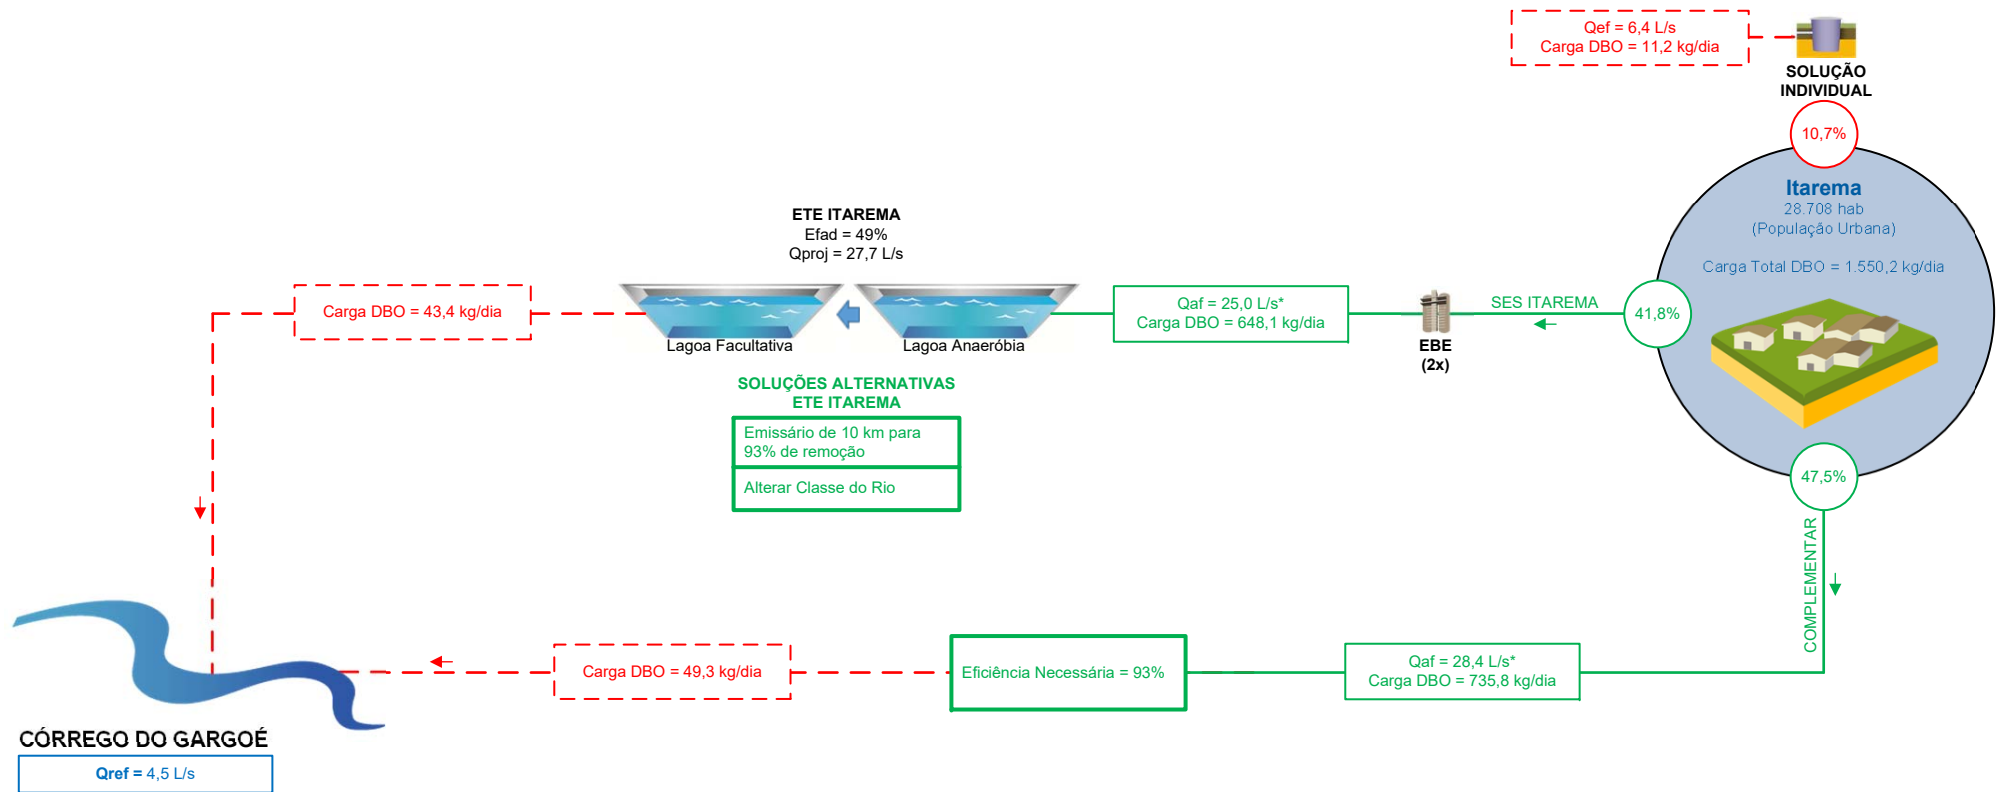 Qef = 6,4 L/s
Carga DBO = 11,2 kg/dia
SOLUÇÃO
INDIVIDUAL
10,7%
Itarema
28.708 hab
(População Urbana)
Carga Total DBO = 1.550,2 kg/dia
ETE ITAREMA
Efad = 49%
Qproj = 27,7 L/s
Carga DBO = 43,4 kg/dia
Lagoa Facultativa
Lagoa Anaeróbia
Qaf = 25,0 L/s*
Carga DBO = 648,1 kg/dia
EBE
(2x)
SES ITAREMA
41,8%
SOLUÇÕES ALTERNATIVAS
ETE ITAREMA
Emissário de 10 km para
93% de remoção
Alterar Classe do Rio
47,5%
COMPLEMENTAR
Carga DBO = 49,3 kg/dia
Eficiência Necessária = 93%
Qaf = 28,4 L/s*
Carga DBO = 735,8 kg/dia
CÓRREGO DO GARGOÉ
Qref = 4,5 L/s